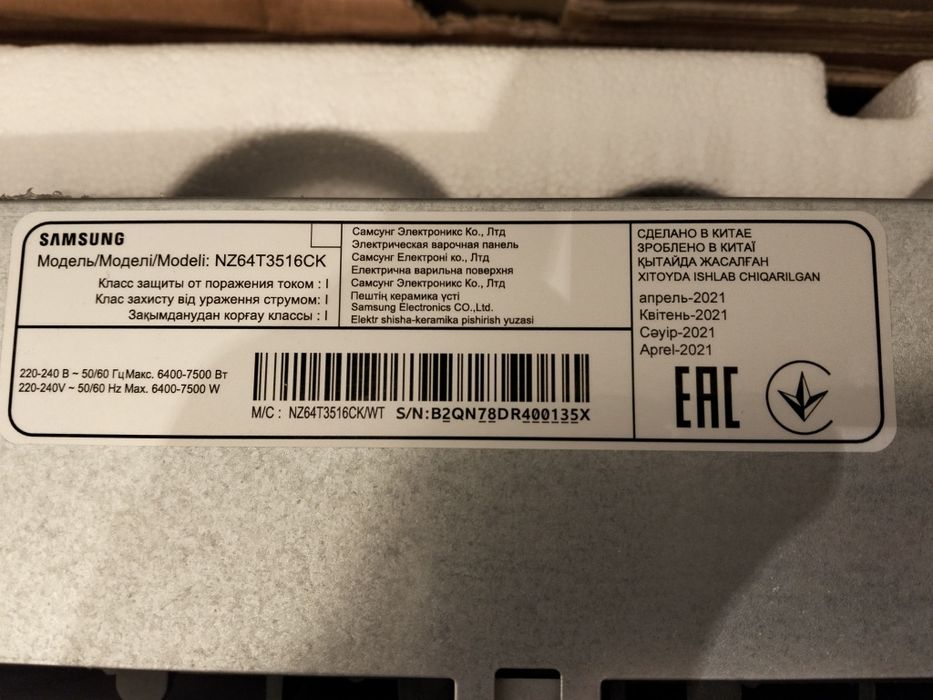 SAMSUNG
Модель/Моделі/Modeli: NZ64T3516CK
Класс защиты от поражения током : I
Клас захисту від ураження струмом: I
Зақымданудан корғау классы : I
Самсунг Электроникс Ко., Лтд
Электрическая варочная панель
Самсунг Електроні ко., Лтд
Електрична варильна поверхня
Самсунг Электроникс Ко., Лтд
Пештің керамика үсті
Samsung Electronics CO.,Ltd.
Elektr shisha-keramika pishirish yuzasi
СДЕЛАНО В КИТАЕ
ЗРОБЛЕНО В КИТАЇ
ҚЫТАЙДА ЖАСАЛҒАН
XITOYDA ISHLAB CHIQARILGAN
апрель-2021
Квітень-2021
Сәуір-2021
Aprel-2021
220-240 В ~ 50/60 Гц Макс. 6400-7500 Вт
220-240V ~ 50/60 Hz Max. 6400-7500 W
M/C : NZ64T3516CK/WT S/N:B2QN78DR400135X
EAC